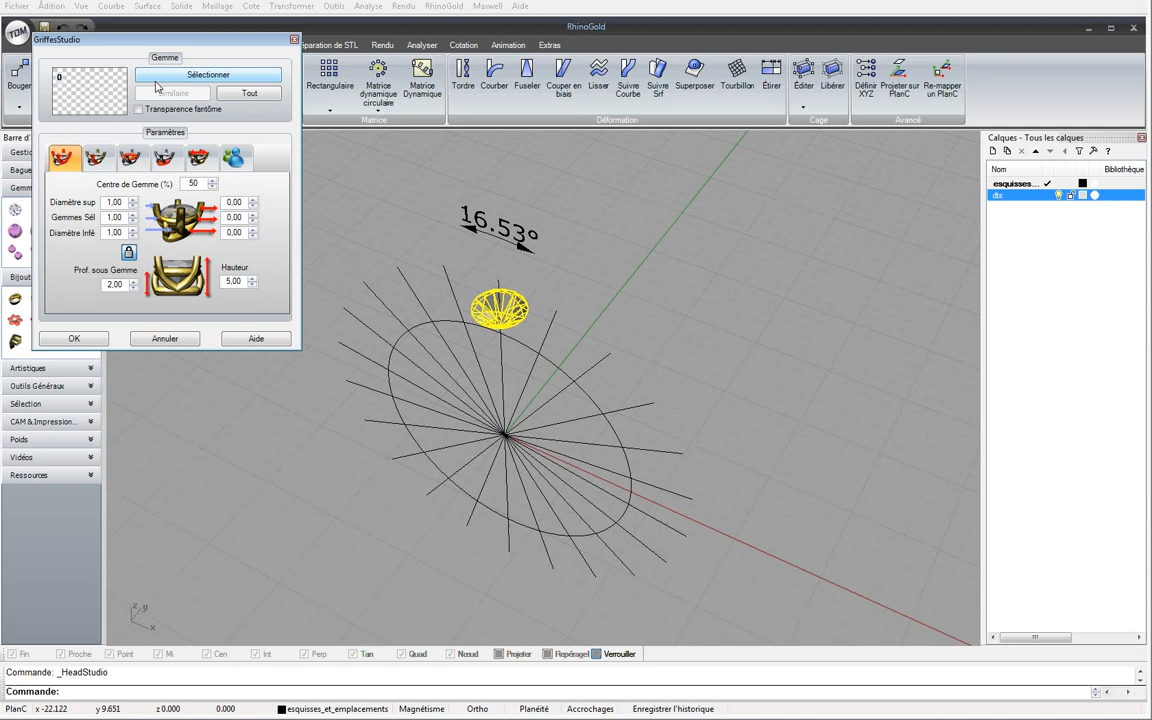 Fichier Ãdition Vue Courbe Surface Solide Maillage Cote Transformer Outils Analyse Rendu RhinoGold Maxwell Aide
TDM
RhinoGold
GriffesStudio
Gemme
0
Sélectionner
Similaire
Tout
Transparence fantôme
Paramètres
Centre de Gemme (%) 50
Diamètre sup 1,00 0,00
Gemmes Sél 1,00 0,00
Diamètre Infé 1,00 0,00
Prof. sous Gemme
2,00
Hauteur
5,00
OK
Annuler
Aide
éparation de STL Rendu Analyser Cotation Animation Extras
Bouger
Rectangulaire
Matrice dynamique circulaire
Matrice Dynamique
Tordre
Courber
Fuseler
Couper en biais
Lisser
Suivre Courbe
Suivre Srf
Superposer
Tourbillon
Étirer
Éditer
Libérer
Définir XYZ
Projeter sur PlanC
Re-mapper un PlanC
Matrice
Déformation
Cage
Avancé
Barre d'
Gesti
Bague
Gemm
Bijou
Artistiques
Outils Généraux
Sélection
CAM & Impression...
Poids
Vidéos
Ressources
16.53º
z
y
x
Calques - Tous les calques
Nom
Bibliothèque
esquisses...
dts
Fin Proche Point Mi Cen Int Perp Tan Quad Nœud Projeter Repéragel Verrouiller
Commande: _HeadStudio
Commande:
PlanC x -22.122 y 9.651 z 0.000 0.000 esquisses_et_emplacements Magnétisme Ortho Planéité Accrochages Enregistrer l'historique